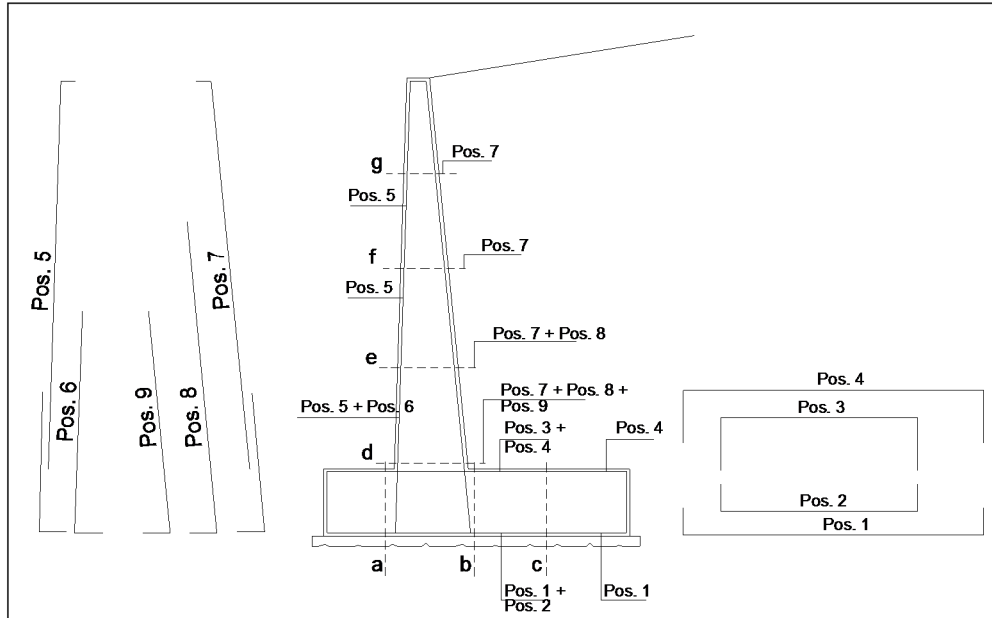 g
Pos. 7
Pos. 5
f
Pos. 7
Pos. 5
Pos. 7
Pos. 5
e
Pos. 7 + Pos. 8
Pos. 6
Pos. 9
Pos. 8
Pos. 5 + Pos. 6
Pos. 7 + Pos. 8 +
Pos. 9
Pos. 3 +
Pos. 4
Pos. 4
d
Pos. 4
Pos. 3
Pos. 2
Pos. 1
a
b
c
Pos. 1 +
Pos. 2
Pos. 1